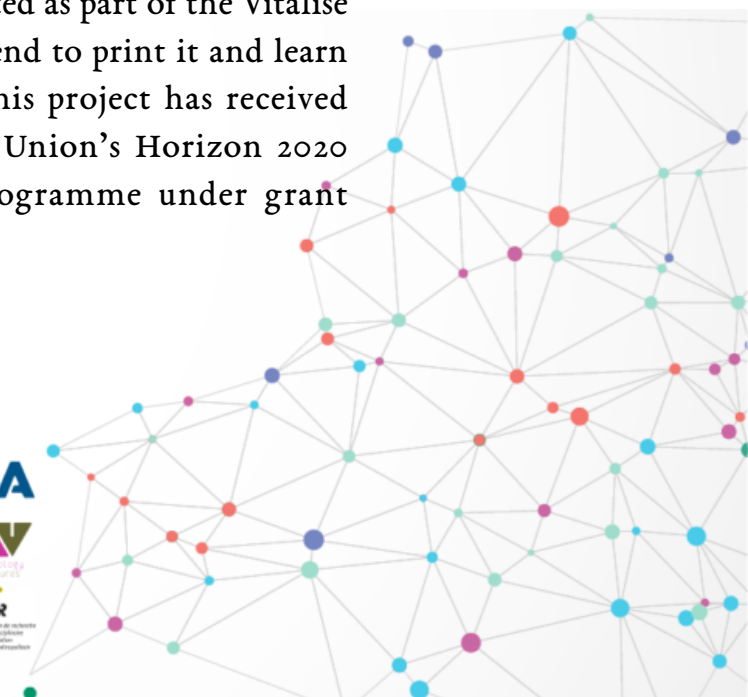 ted as part of the Vitalise
end to print it and learn
his project has received
Union's Horizon 2020
ogramme under grant
A